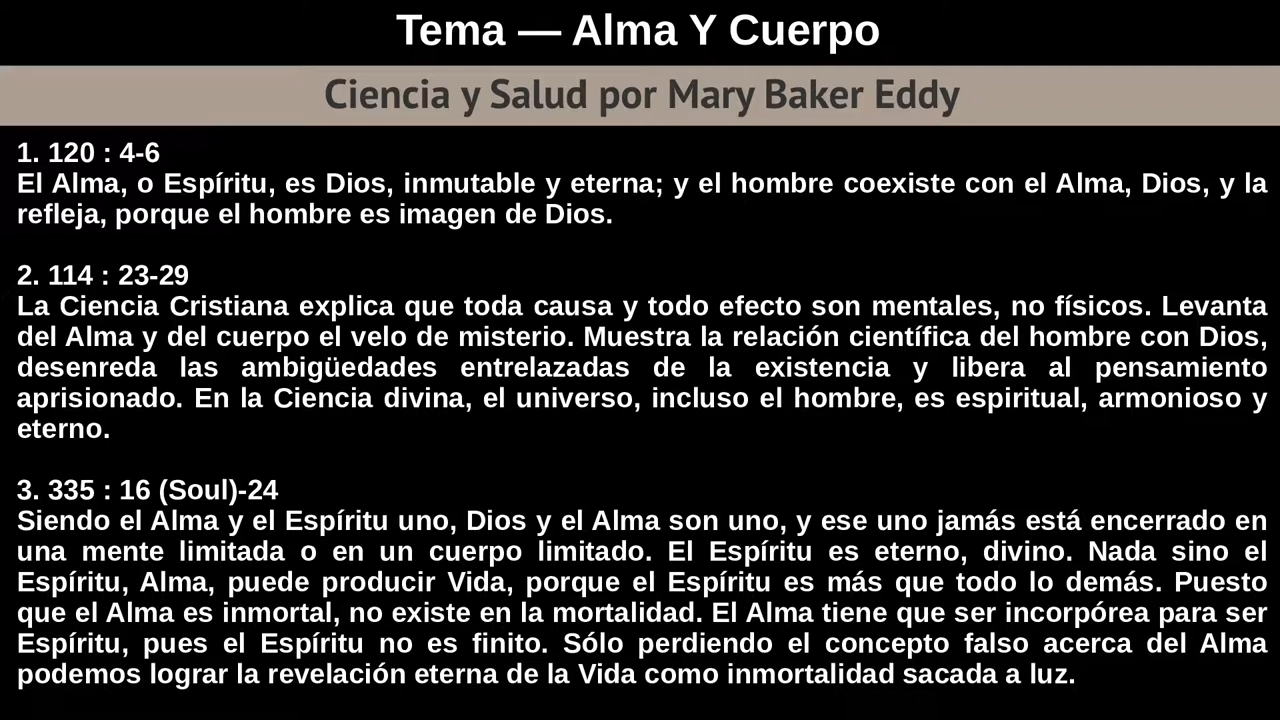 Tema — Alma Y Cuerpo
Ciencia y Salud por Mary Baker Eddy
1. 120 : 4-6
El Alma, o Espíritu, es Dios, inmutable y eterna; y el hombre coexiste con el Alma, Dios, y la
refleja, porque el hombre es imagen de Dios.
2. 114 : 23-29
La Ciencia Cristiana explica que toda causa y todo efecto son mentales, no físicos. Levanta
del Alma y del cuerpo el velo de misterio. Muestra la relación científica del hombre con Dios,
desenreda las ambigüedades entrelazadas de la existencia y libera al pensamiento
aprisionado. En la Ciencia divina, el universo, incluso el hombre, es espiritual, armonioso y
eterno.
3. 335 : 16 (Soul)-24
Siendo el Alma y el Espíritu uno, Dios y el Alma son uno, y ese uno jamás está encerrado en
una mente limitada o en un cuerpo limitado. El Espíritu es eterno, divino. Nada sino el
Espíritu, Alma, puede producir Vida, porque el Espíritu es más que todo lo demás. Puesto
que el Alma es inmortal, no existe en la mortalidad. El Alma tiene que ser incorpórea para ser
Espíritu, pues el Espíritu no es finito. Sólo perdiendo el concepto falso acerca del Alma
podemos lograr la revelación eterna de la Vida como inmortalidad sacada a luz.